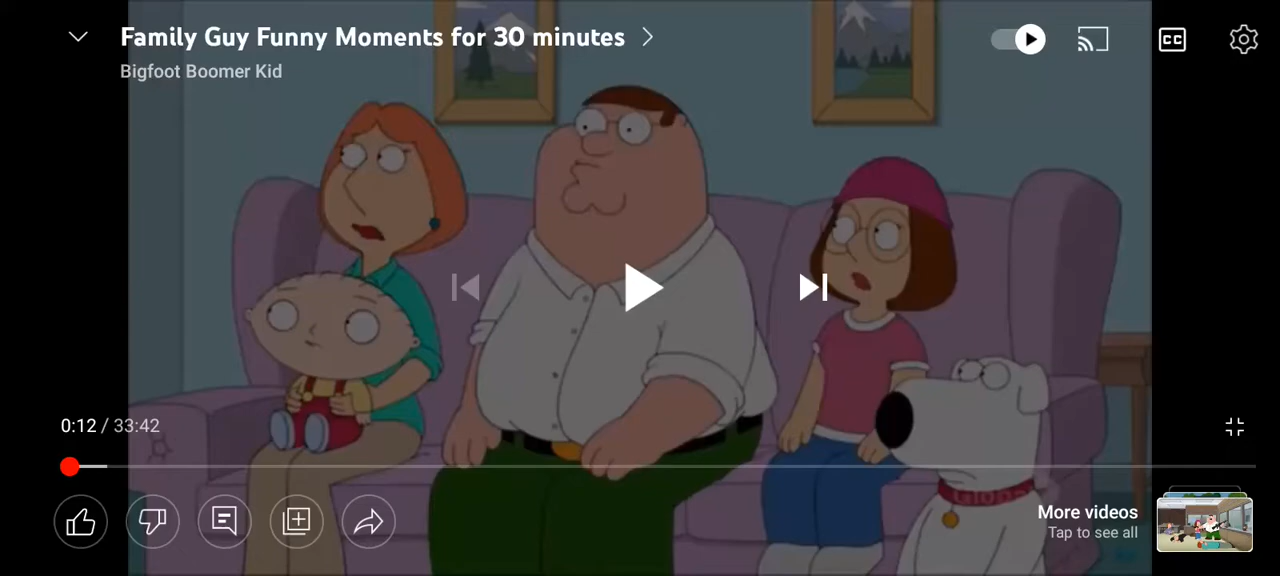 Family Guy Funny Moments for 30 minutes
Bigfoot Boomer Kid
CC
0:12 / 33:42
More videos
Tap to see all